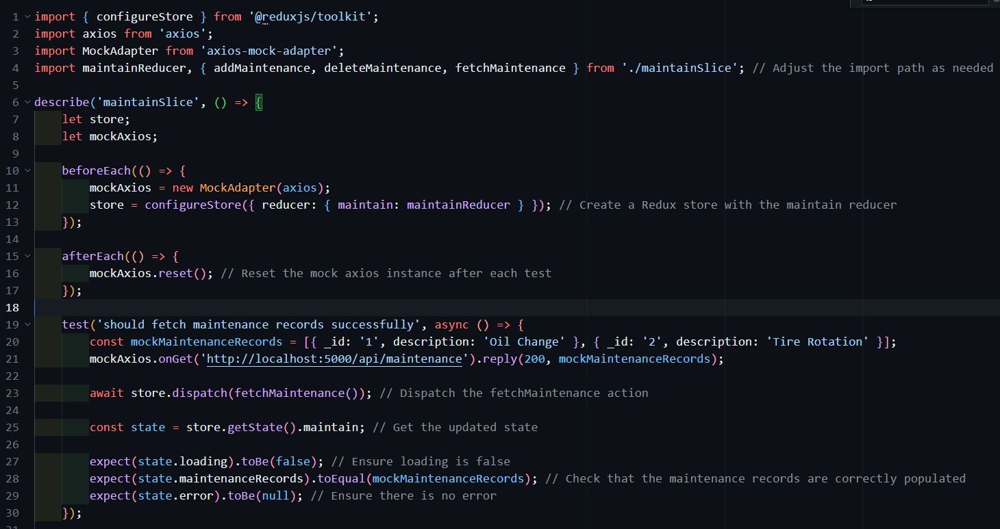 1 import { configureStore } from '@reduxjs/toolkit';
2 import axios from 'axios';
3 import MockAdapter from 'axios-mock-adapter';
4 import maintainReducer, { addMaintenance, deleteMaintenance, fetchMaintenance } from './maintainSlice'; // Adjust the import path as needed
5
6 describe('maintainSlice', () => {
7     let store;
8     let mockAxios;
9
10     beforeEach(() => {
11         mockAxios = new MockAdapter(axios);
12         store = configureStore({ reducer: { maintain: maintainReducer } }); // Create a Redux store with the maintain reducer
13     });
14
15     afterEach(() => {
16         mockAxios.reset(); // Reset the mock axios instance after each test
17     });
18
19     test('should fetch maintenance records successfully', async () => {
20         const mockMaintenanceRecords = [{ _id: '1', description: 'Oil Change' }, { _id: '2', description: 'Tire Rotation' }];
21         mockAxios.onGet('http://localhost:5000/api/maintenance').reply(200, mockMaintenanceRecords);
22
23         await store.dispatch(fetchMaintenance()); // Dispatch the fetchMaintenance action
24
25         const state = store.getState().maintain; // Get the updated state
26
27         expect(state.loading).toBe(false); // Ensure loading is false
28         expect(state.maintenanceRecords).toEqual(mockMaintenanceRecords); // Check that the maintenance records are correctly populated
29         expect(state.error).toBe(null); // Ensure there is no error
30     });